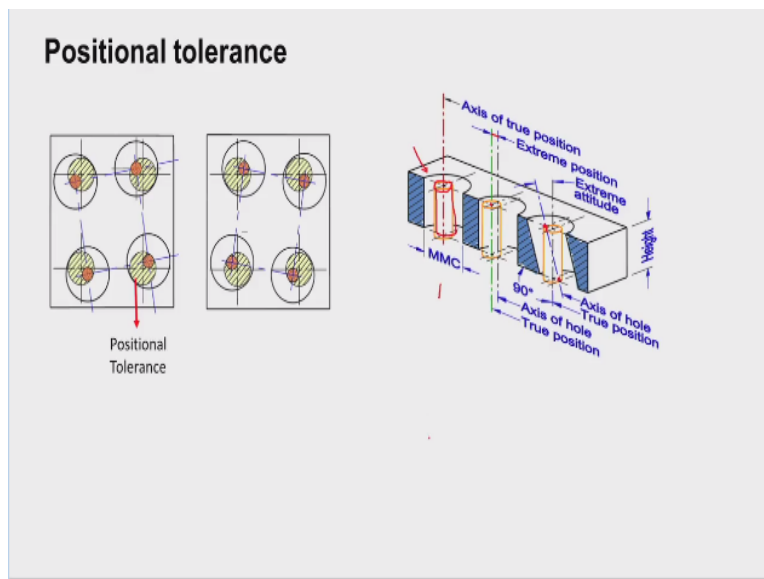 Positional tolerance
Axis of true position
Extreme position
Extreme
attitude
Height
MMC
90°
Axis of hole
True position
Axis of hole
True position
Positional
Tolerance